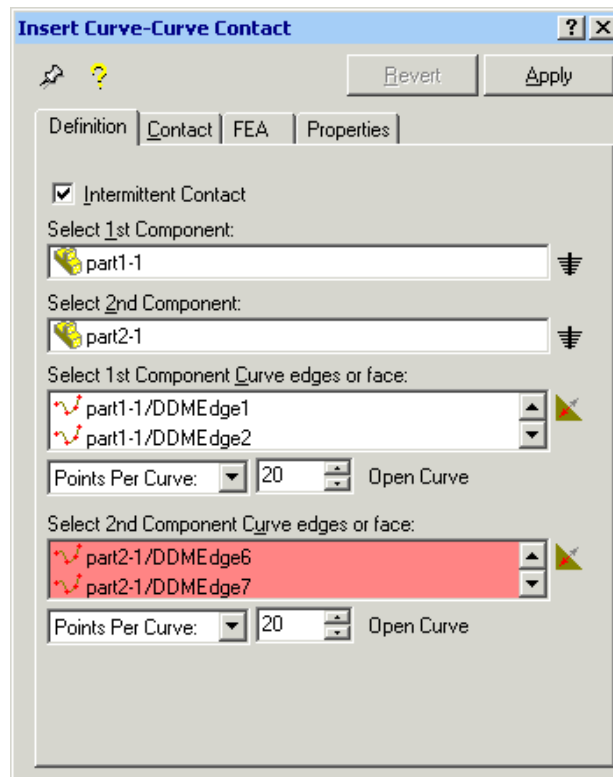 Insert Curve-Curve Contact
Revert Apply
Definition Contact FEA Properties
Intermittent Contact
Select 1st Component:
part1-1
Select 2nd Component:
part2-1
Select 1st Component Curve edges or face:
part1-1/DDMEdge1
part1-1/DDMEdge2
Points Per Curve: 20 Open Curve
Select 2nd Component Curve edges or face:
part2-1/DDMEdge6
part2-1/DDMEdge7
Points Per Curve: 20 Open Curve